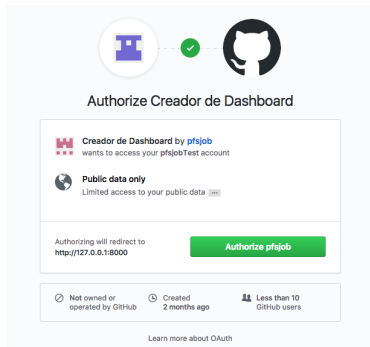 Authorize Creador de Dashboard
Creador de Dashboard by pfsjob
wants to access your pfsjobTest account
Public data only
Limited access to your public data ...
Authorizing will redirect to
http://127.0.0.1:8000
Authorize pfsjob
Not owned or
operated by GitHub
Created
2 months ago
Less than 10
GitHub users
Learn more about OAuth